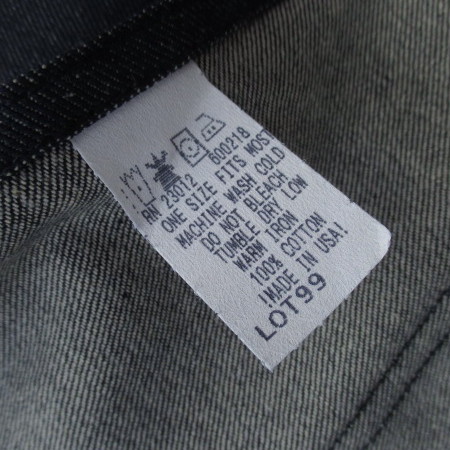 RN 23072 600218
ONE SIZE FITS MOST
MACHINE WASH COLD
DO NOT BLEACH
TUMBLE DRY LOW
WARM IRON
100% COTTON
!MADE IN USA!
LOT99